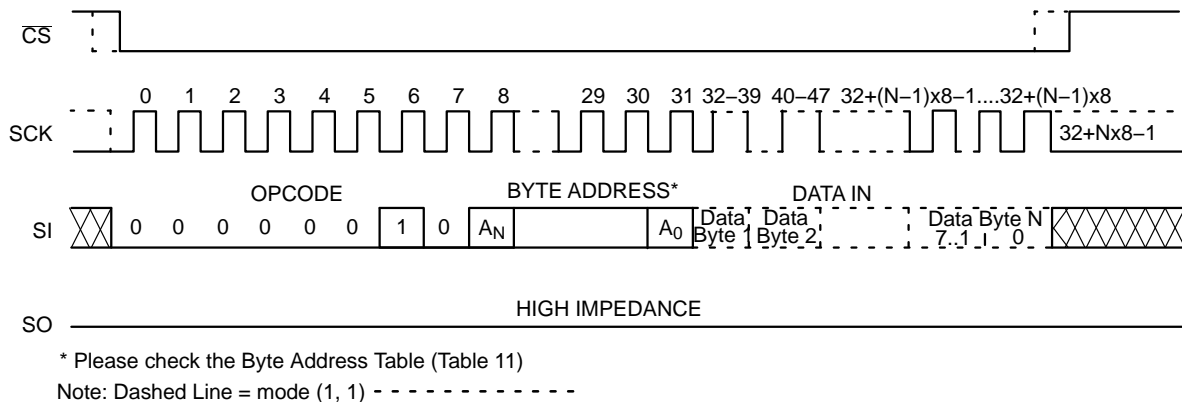 CS
0 1 2 3 4 5 6 7 8 29 30 31 32–39 40–47 32+(N–1)x8–1....32+(N–1)x8
SCK
32+Nx8–1
OPCODE BYTE ADDRESS* DATA IN
SI 0 0 0 0 0 0 1 0 AN A0 Data Byte 1 Data Byte 2 Data Byte N
7..1 0
HIGH IMPEDANCE
SO
* Please check the Byte Address Table (Table 11)
Note: Dashed Line = mode (1, 1)